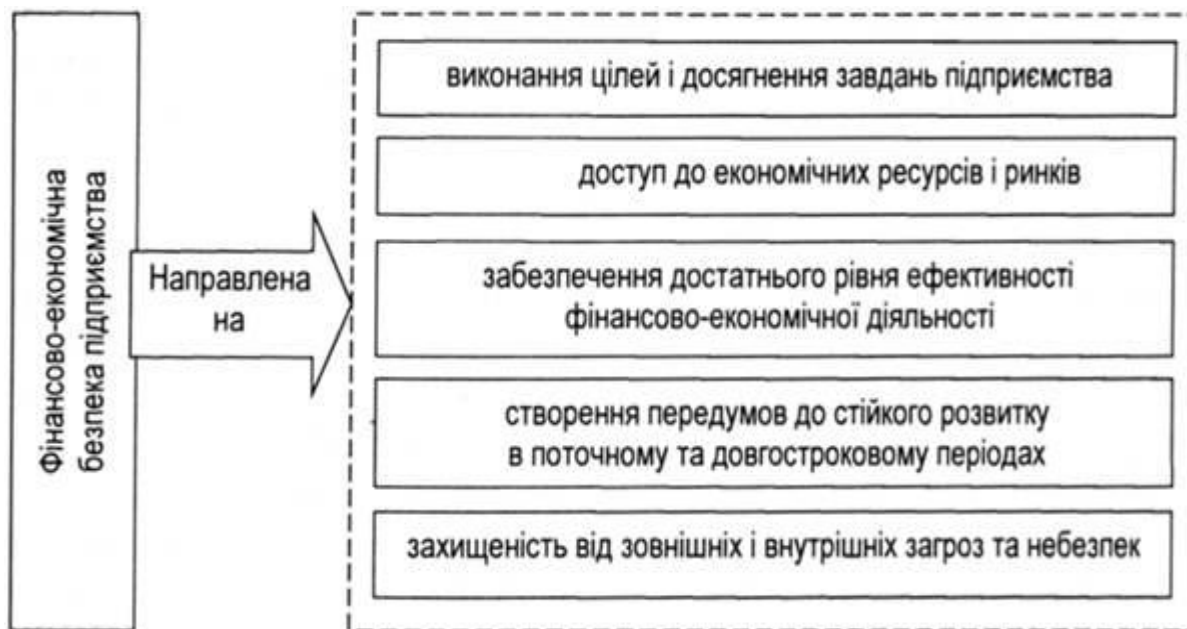 Фінансово-економічна
безпека підприємства
Направлена
на
виконання цілей і досягнення завдань підприємства
доступ до економічних ресурсів і ринків
забезпечення достатнього рівня ефективності
фінансово-економічної діяльності
створення передумов до стійкого розвитку
в поточному та довгостроковому періодах
захищеність від зовнішніх і внутрішніх загроз та небезпек